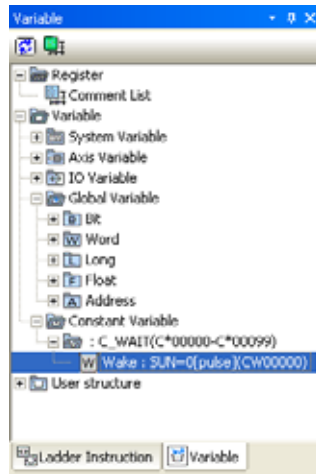 Variable
Register
Comment List
Variable
System Variable
Axis Variable
IO Variable
Global Variable
B Bit
W Word
L Long
F Float
A Address
Constant Variable
: C_WAIT(C*00000-C*00099)
W Wake : SUN=0[pulse](CW00000)
User structure
Ladder Instruction
Variable